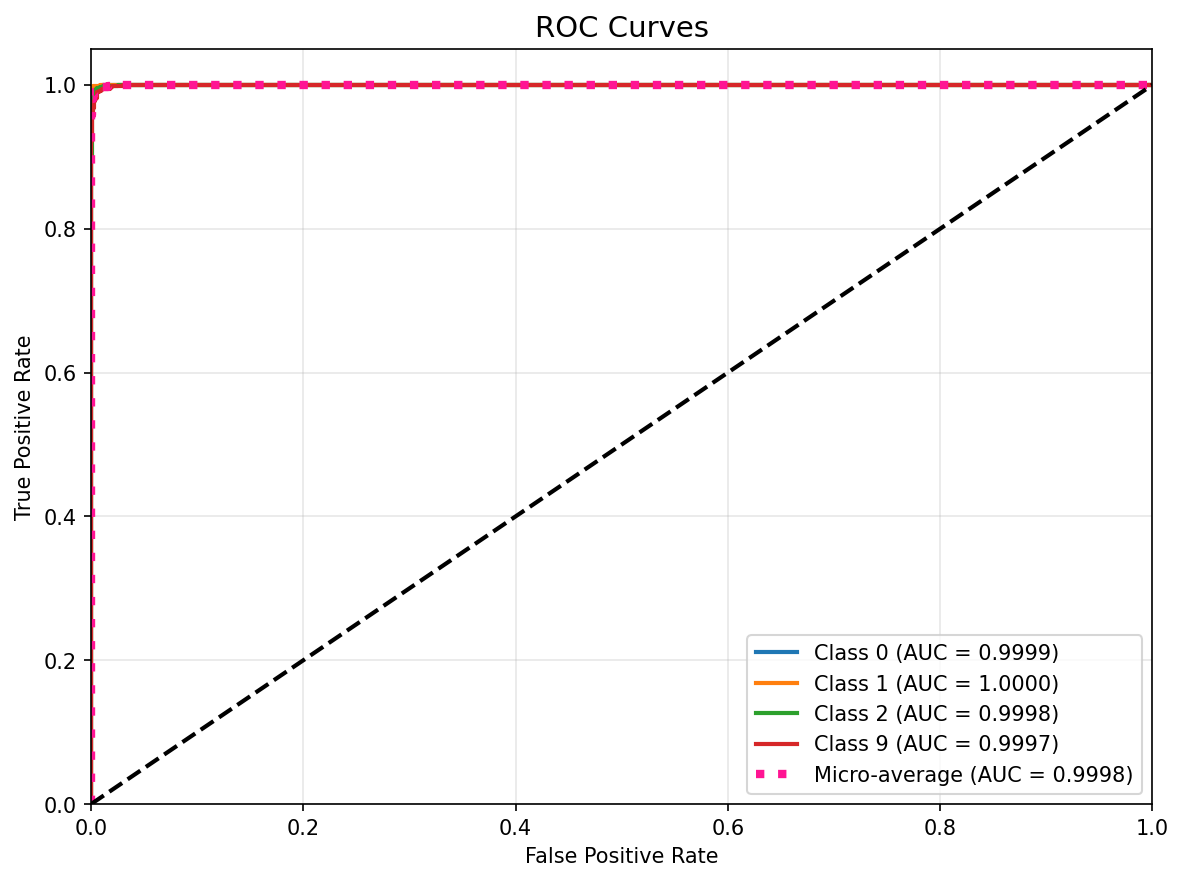 ROC Curves
True Positive Rate
1.0
0.8
0.6
0.4
0.2
0.0
0.0 0.2 0.4 0.6 0.8 1.0
False Positive Rate
Class 0 (AUC = 0.9999)
Class 1 (AUC = 1.0000)
Class 2 (AUC = 0.9998)
Class 9 (AUC = 0.9997)
Micro-average (AUC = 0.9998)